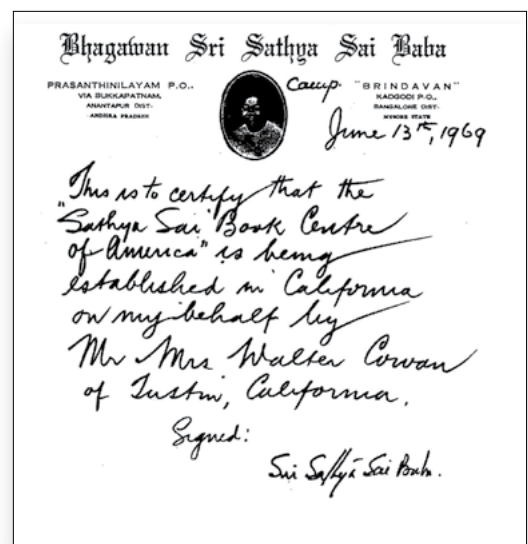 Bhagawan Sri Sathya Sai Baba
PRASANTHINILAYAM P.O.,
VIA BUKKAPATNAM,
ANANTAPUR DIST.
ANDHRA PRADESH
Camp. "BRINDAVAN"
KADGODI P.O.,
BANGALORE DIST.
MYSORE STATE
June 13th, 1969
This is to certify that the
"Sathya Sai Book Centre
of America" is being
established in California
on my behalf by
Mr Mrs Walter Cowan
of Tustin, California.
Signed:
Sri Sathya Sai Baba.